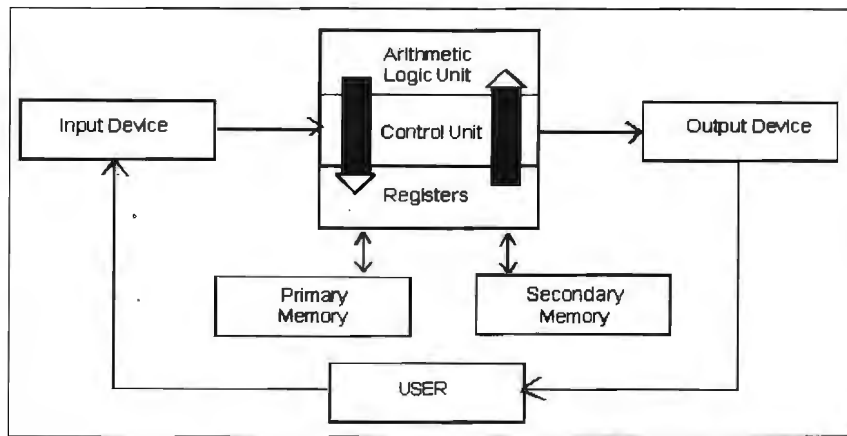 Arithmetic
Logic Unit
Input Device
Control Unit
Output Device
Registers
Primary
Memory
Secondary
Memory
USER